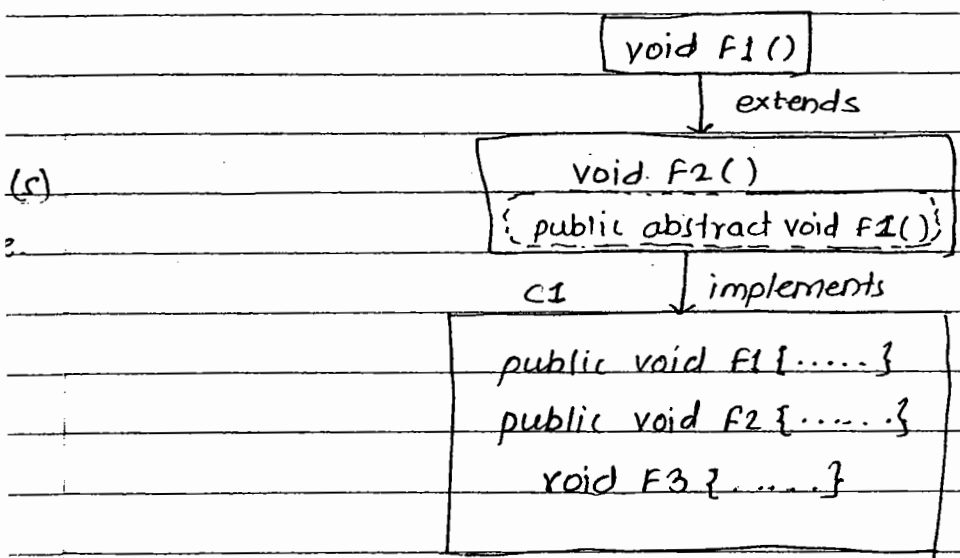 void F1 ()
extends
(s)
void F2 ( )
{ public abstract void F1( ) }
C1 implements
public void F1 {.....}
public void F2 {......}
void F3 {.....}